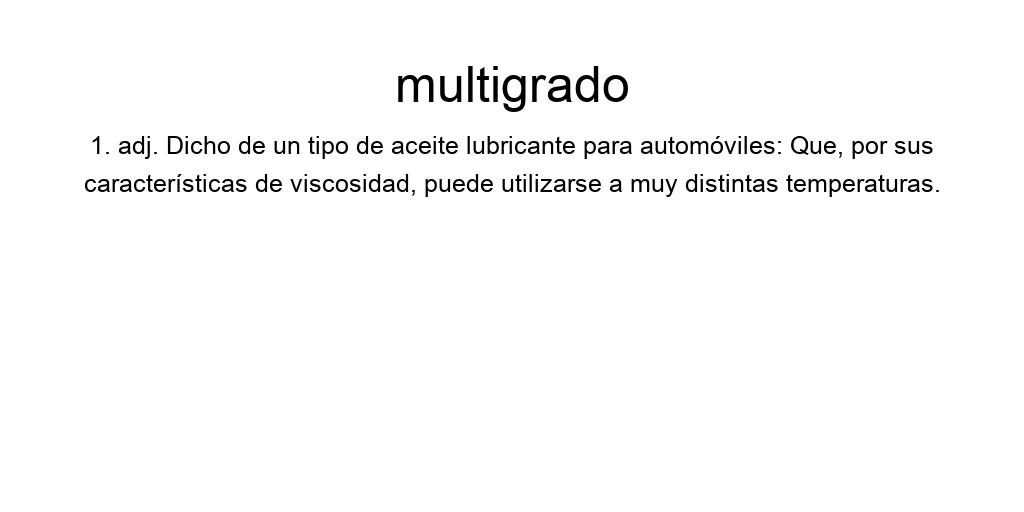 multigrado
1. adj. Dicho de un tipo de aceite lubricante para automóviles: Que, por sus
características de viscosidad, puede utilizarse a muy distintas temperaturas.